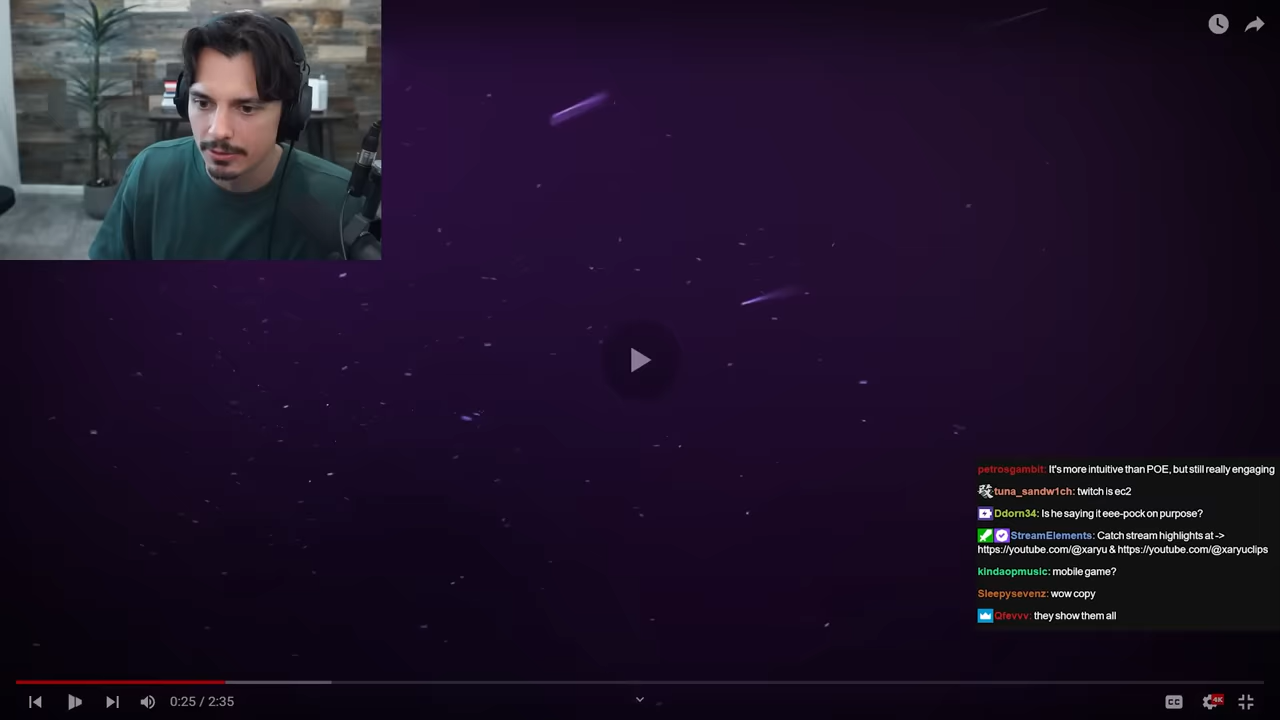 petrosgambit: It's more intuitive than POE, but still really engaging
tuna_sandw1ch: twitch is ec2
Ddorn34: Is he saying it eee-pock on purpose?
StreamElements: Catch stream highlights at ->
https://youtube.com/@xaryu & https://youtube.com/@xaryuclips
kindaopmusic: mobile game?
Sleepysevenz: wow copy
Qfevvv: they show them all
0:25 / 2:35
CC
4K